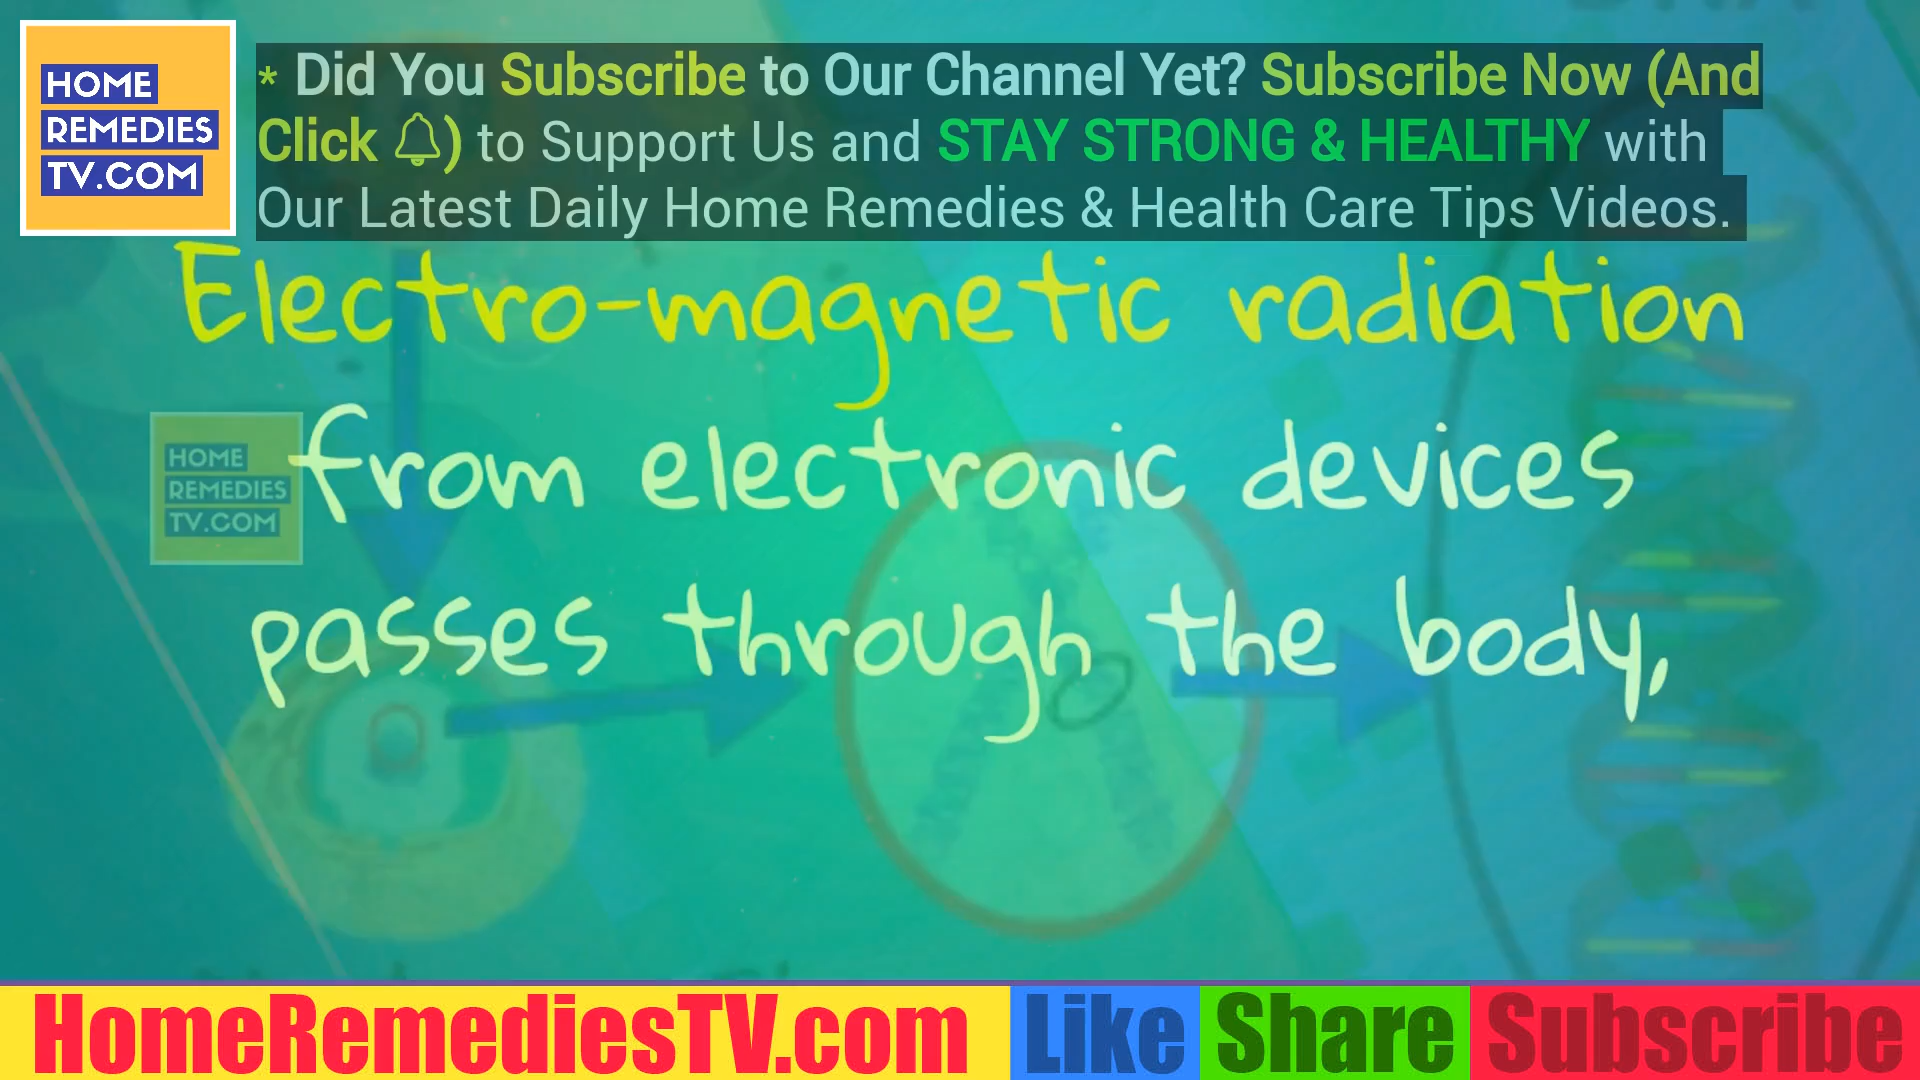 HOME
REMEDIES
TV.COM
* Did You Subscribe to Our Channel Yet? Subscribe Now (And
Click 🔔) to Support Us and STAY STRONG & HEALTHY with
Our Latest Daily Home Remedies & Health Care Tips Videos.
Electro-magnetic radiation
from electronic devices
passes through the body,
HOME
REMEDIES
TV.COM
HomeRemediesTV.com Like Share Subscribe